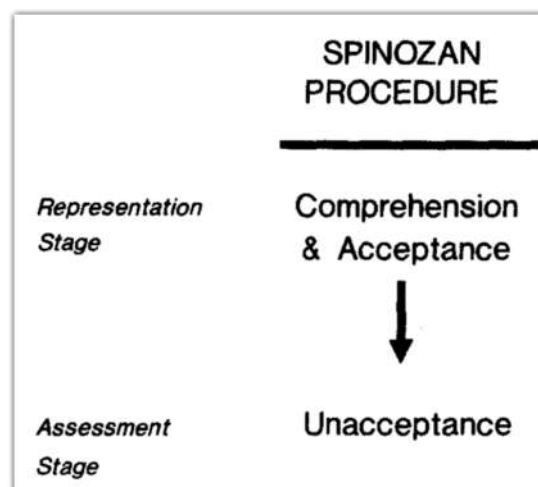 SPINOZAN
PROCEDURE
Representation
Stage
Comprehension
& Acceptance
Assessment
Stage
Unacceptance